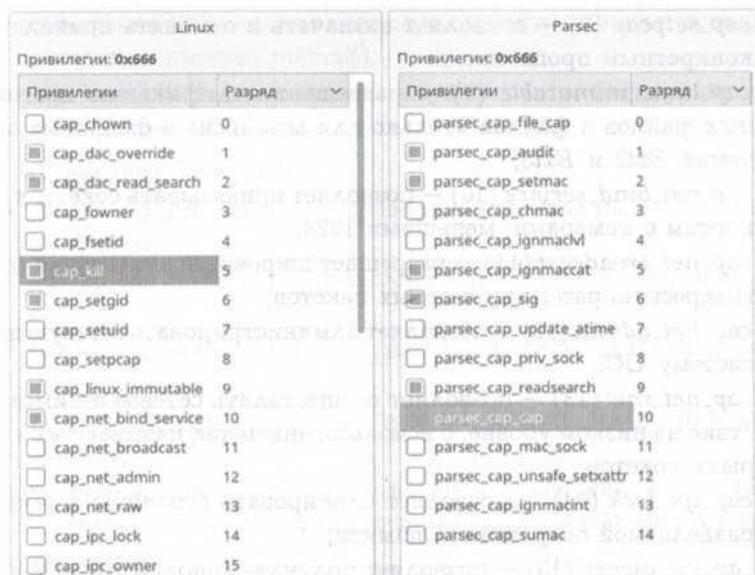 Linux
Привилегии: 0x666
Привилегии Разряд
cap_chown 0
cap_dac_override 1
cap_dac_read_search 2
cap_fowner 3
cap_fsetid 4
cap_kill 5
cap_setgid 6
cap_setuid 7
cap_setpcap 8
cap_linux_immutable 9
cap_net_bind_service 10
cap_net_broadcast 11
cap_net_admin 12
cap_net_raw 13
cap_ipc_lock 14
cap_ipc_owner 15
Parsec
Привилегии: 0x666
Привилегии Разряд
parsec_cap_file_cap 0
parsec_cap_audit 1
parsec_cap_setmac 2
parsec_cap_chmac 3
parsec_cap_ignmaclvl 4
parsec_cap_ignmaccat 5
parsec_cap_sig 6
parsec_cap_update_atime 7
parsec_cap_priv_sock 8
parsec_cap_readsearch 9
parsec_cap_cap 10
parsec_cap_mac_sock 11
parsec_cap_unsafe_setxattr 12
parsec_cap_ignmacint 13
parsec_cap_sumac 14